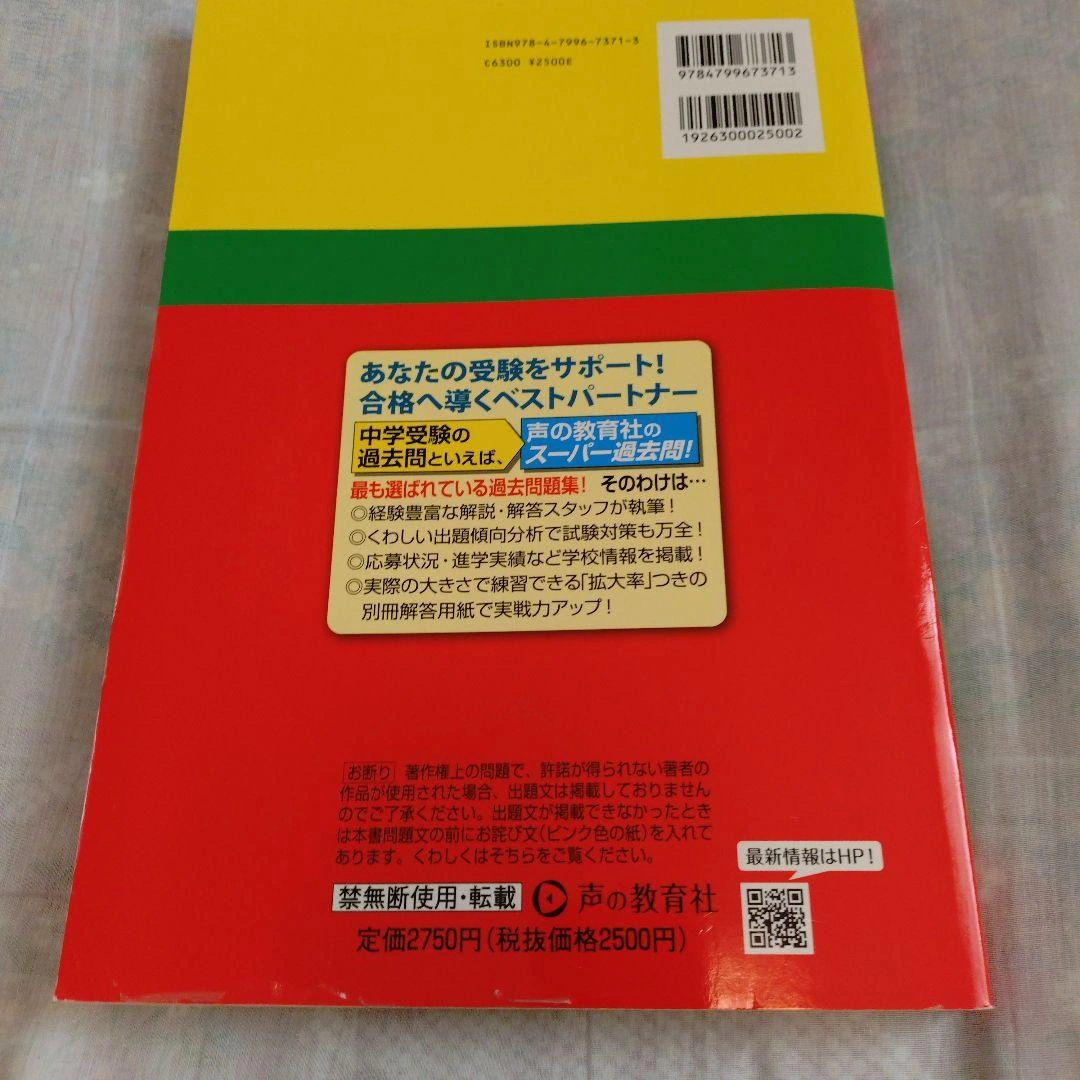 ISBN978-4-7996-7371-3
C6300 ¥2500E
9784799673713
1926300025002
あなたの受験をサポート!
合格へ導くベストパートナー
中学受験の
過去問といえば、
声の教育社の
スーパー過去問!
最も選ばれている過去問題集! そのわけは…
◎経験豊富な解説・解答スタッフが執筆!
◎くわしい出題傾向分析で試験対策も万全!
◎応募状況・進学実績など学校情報を掲載!
◎実際の大きさで練習できる「拡大率」つきの
別冊解答用紙で実戦力アップ!
お断り 著作権上の問題で、許諾が得られない著者の
作品が使用された場合、出題文は掲載しておりません
のでご了承ください。出題文が掲載できなかったとき
は本書問題文の前にお詫び文(ピンク色の紙)を入れて
あります。くわしくはそちらをご覧ください。
最新情報はHP!
禁無断使用・転載 声の教育社
定価2750円(税抜価格2500円)